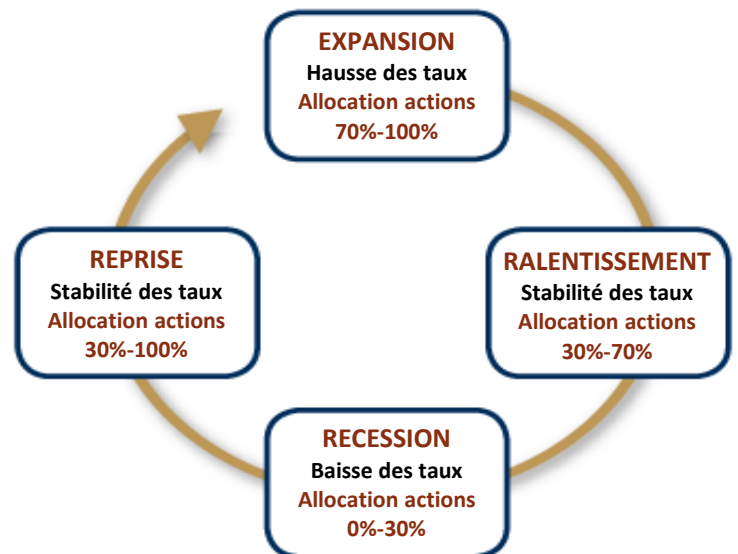 EXPANSION
Hausse des taux
Allocation actions
70%-100%
REPRISE
Stabilité des taux
Allocation actions
30%-100%
RALENTISSEMENT
Stabilité des taux
Allocation actions
30%-70%
RECESSION
Baisse des taux
Allocation actions
0%-30%